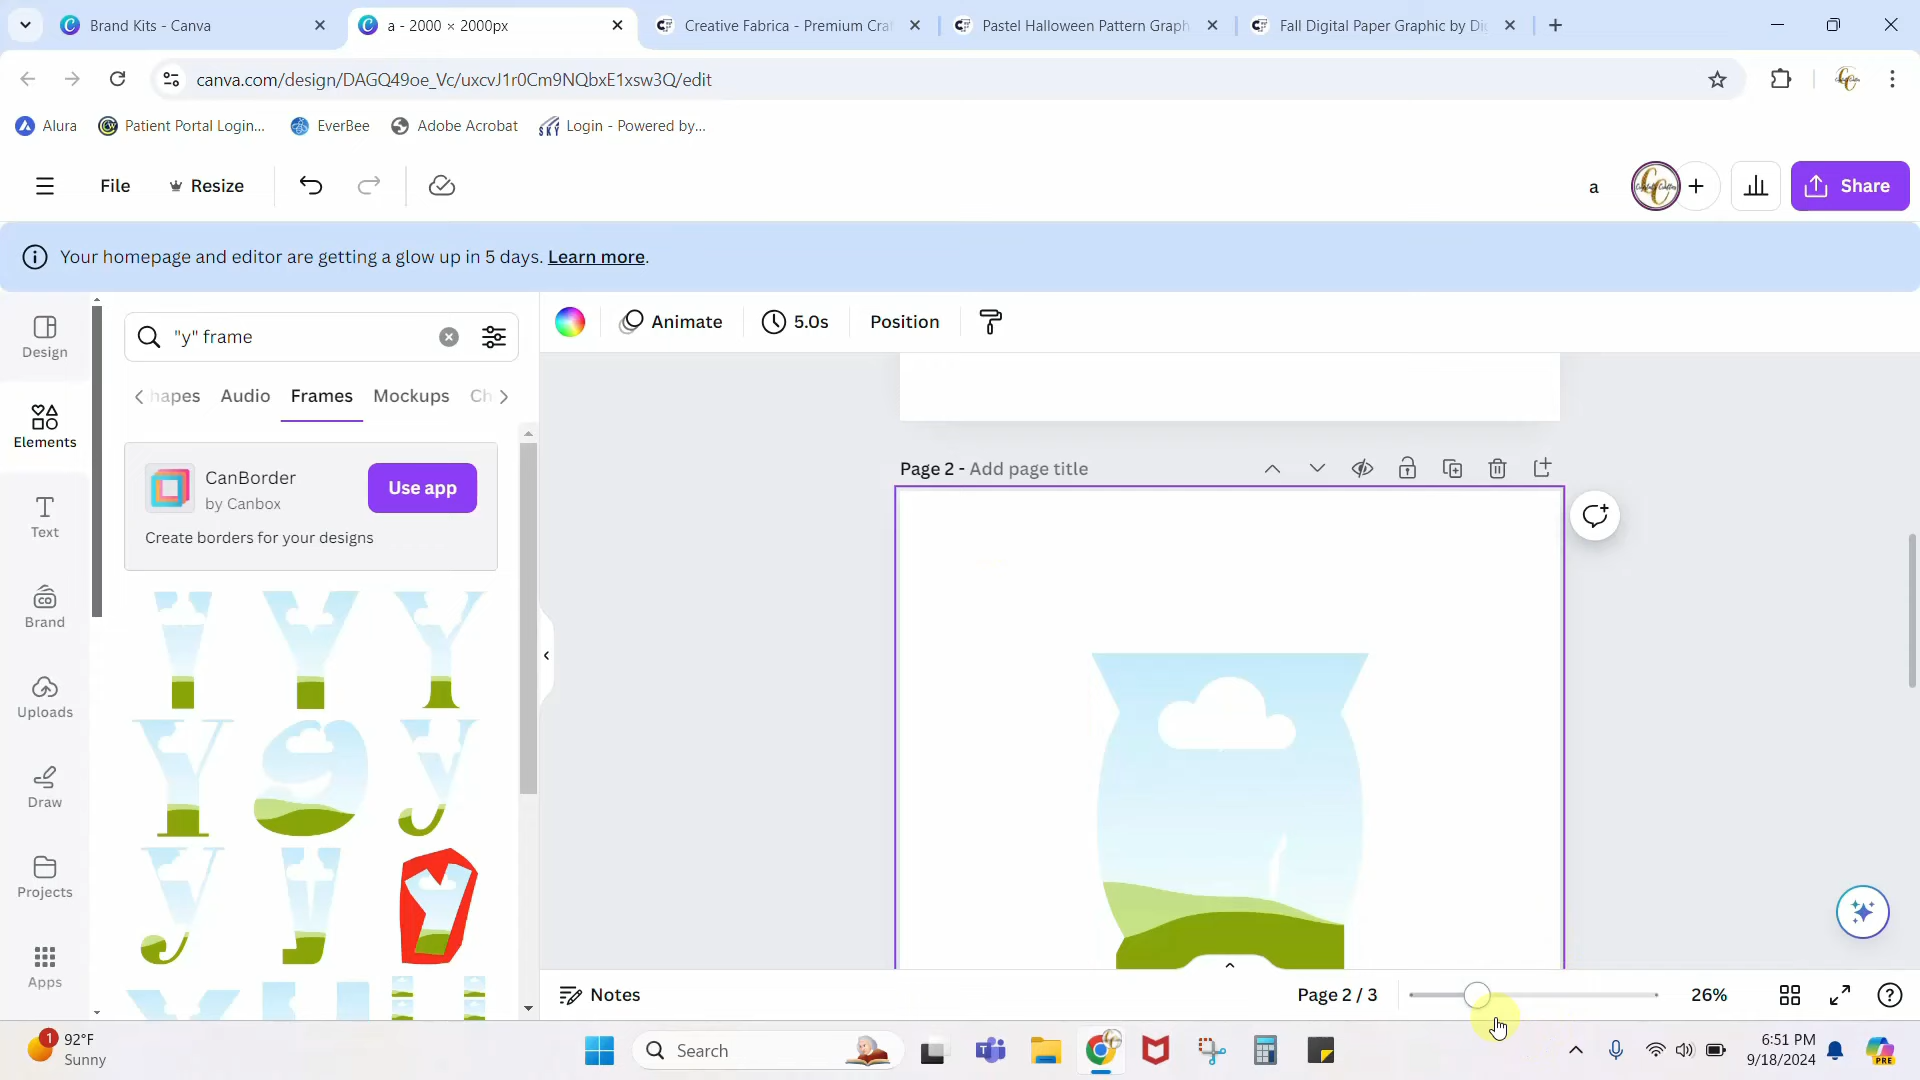 Brand Kits - Canva
a - 2000 × 2000px
Creative Fabrica - Premium Cra
Pastel Halloween Pattern Graph
Fall Digital Paper Graphic by Di
canva.com/design/DAGQ49oe_Vc/uxcvJ1r0Cm9NQbxE1xsw3Q/edit
Alura
Patient Portal Login...
EverBee
Adobe Acrobat
Login - Powered by...
File
Resize
a
Share
Your homepage and editor are getting a glow up in 5 days. Learn more.
Design
Elements
Text
Brand
Uploads
Draw
Projects
Apps
"y" frame
hapes
Audio
Frames
Mockups
Ch
CanBorder
by Canbox
Use app
Create borders for your designs
Animate
5.0s
Position
Page 2 - Add page title
Notes
Page 2 / 3
26%
1
92°F
Sunny
Search
6:51 PM
9/18/2024
PRE